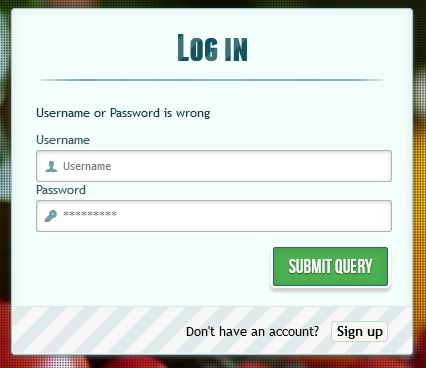 LOG IN
Username or Password is wrong
Username
Username
Password
*********
SUBMIT QUERY
Don't have an account? Sign up